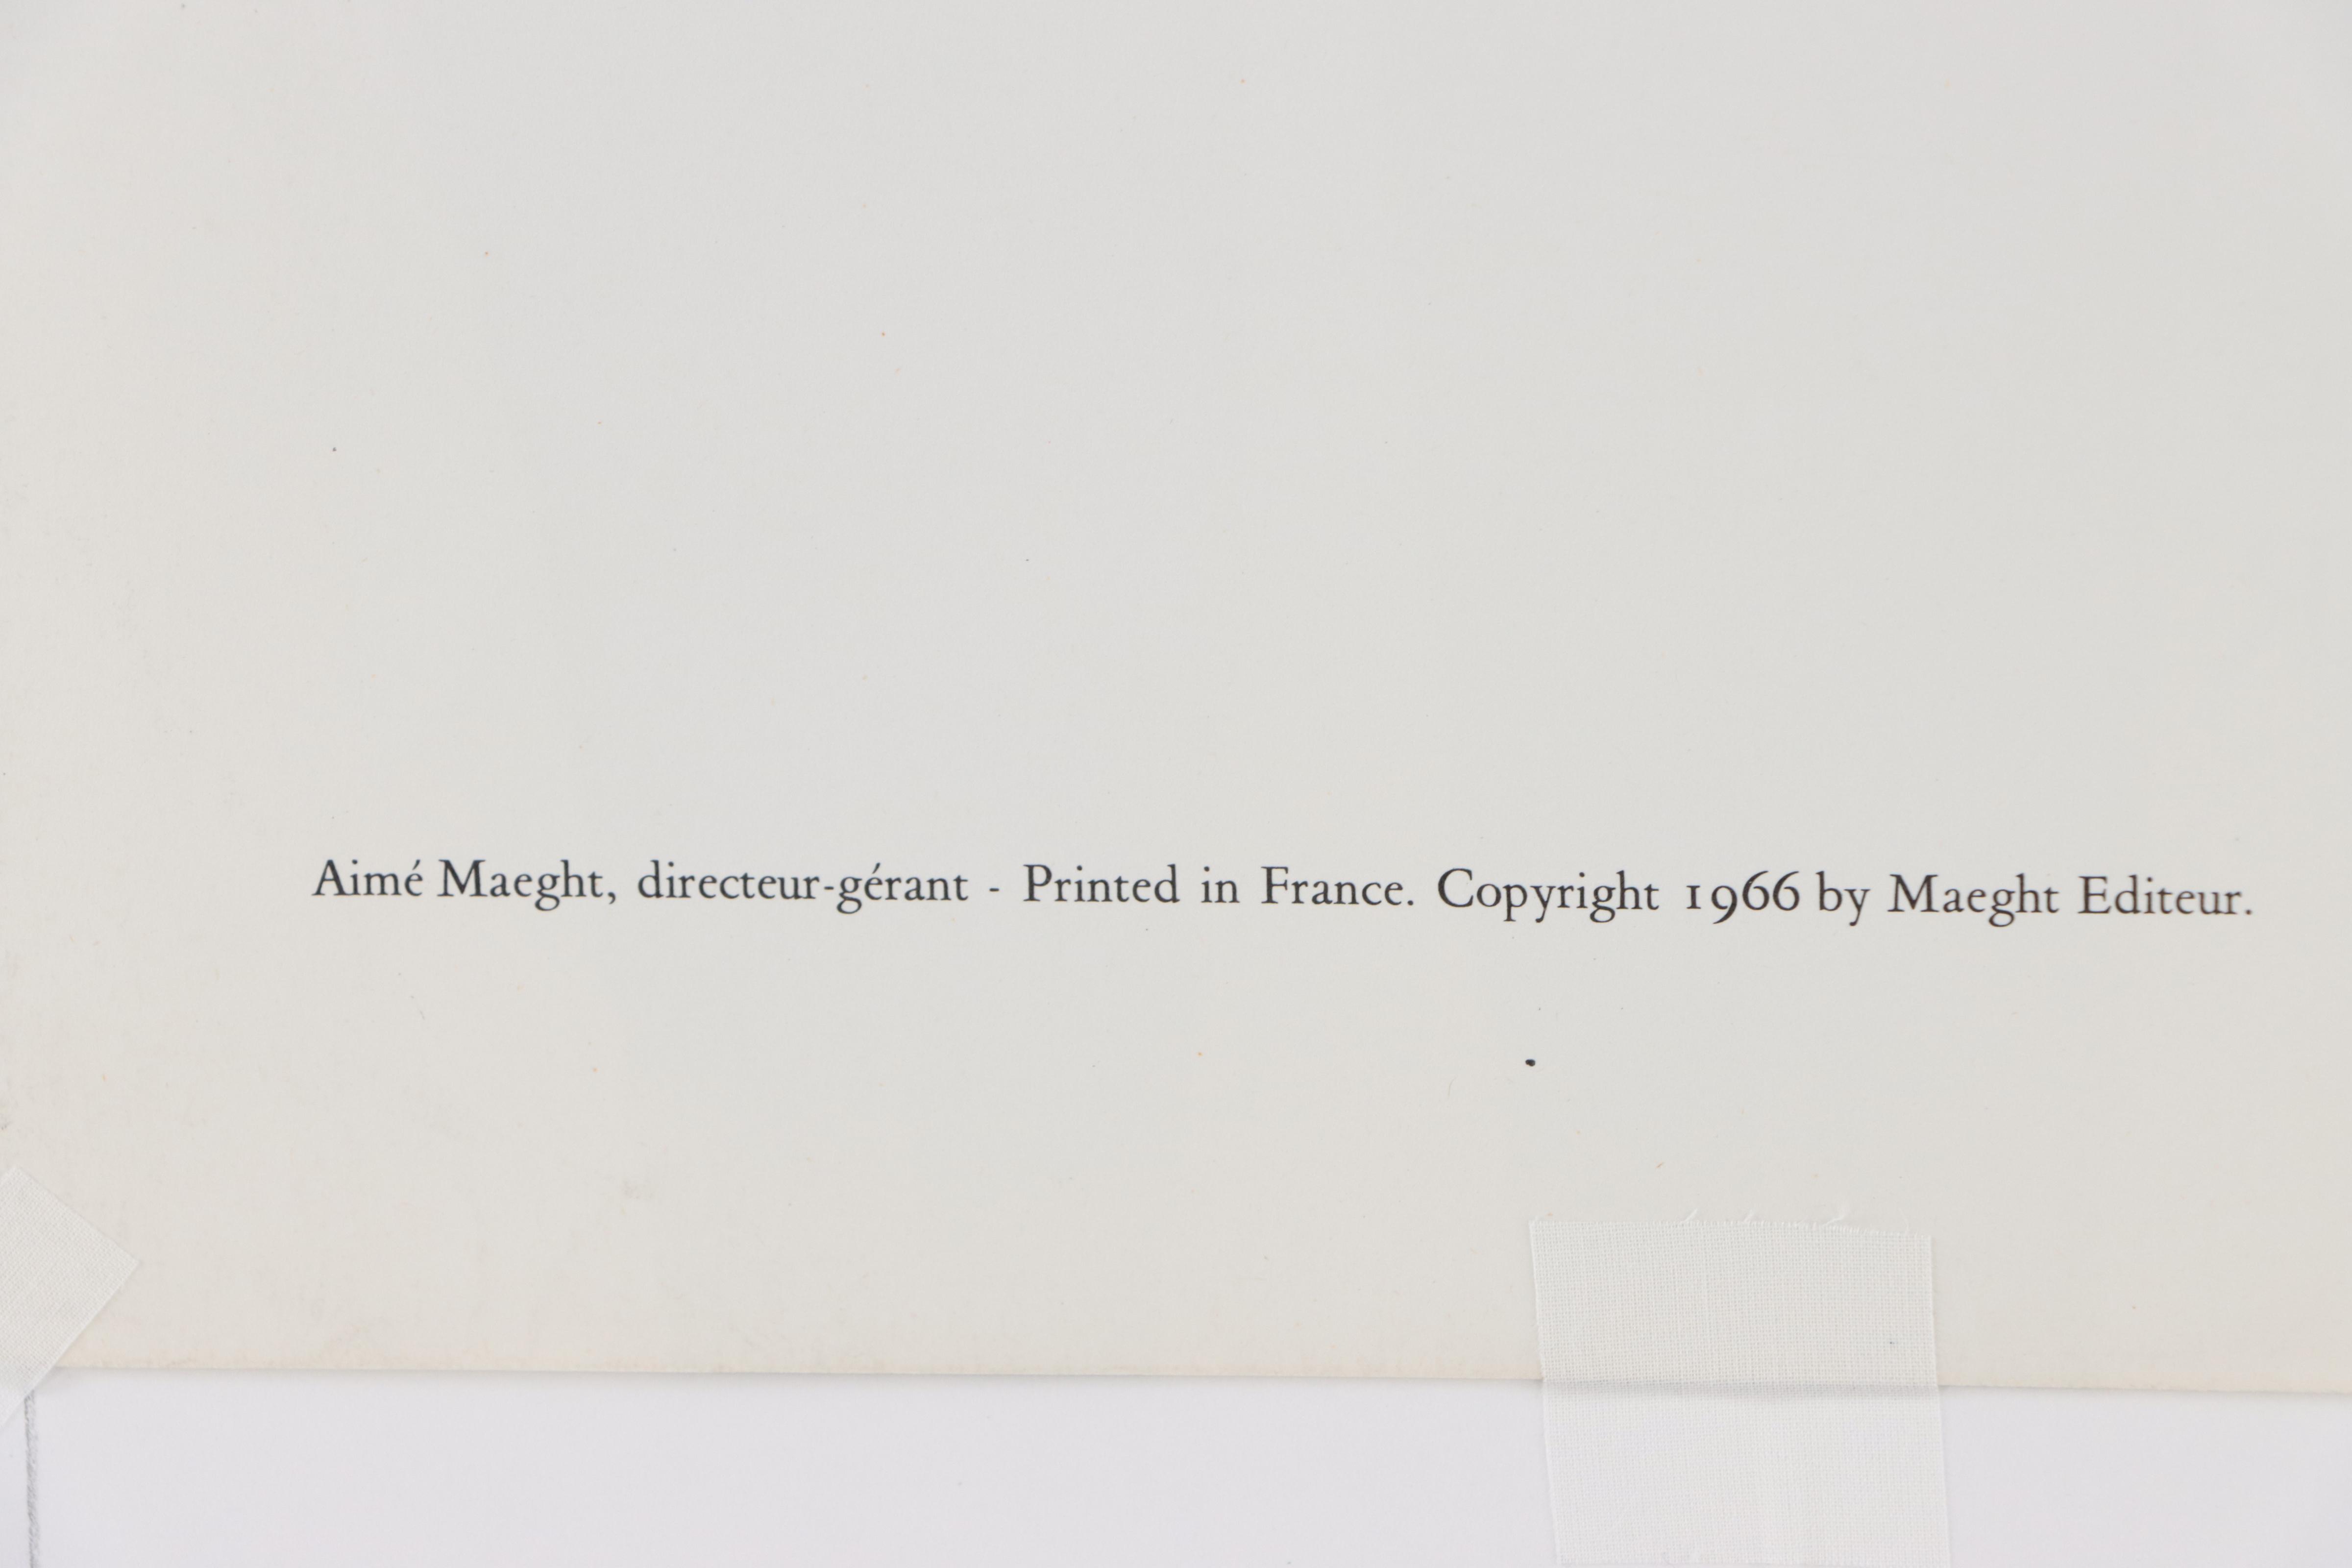 Aimé Maeght, directeur-gérant - Printed in France. Copyright 1966 by Maeght Editeur.